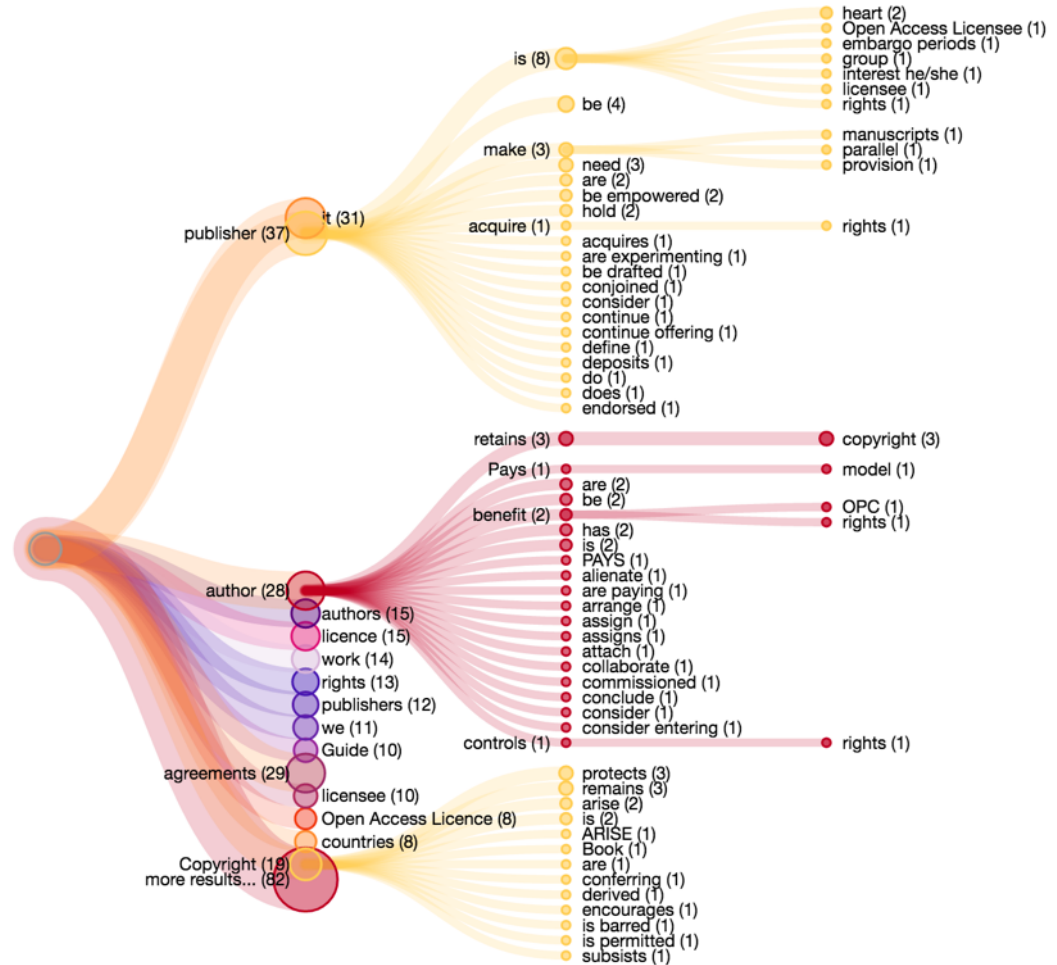 heart (2)
Open Access Licensee (1)
embargo periods (1)
is (8)
group (1)
interest he/she (1)
licensee (1)
be (4)
rights (1)
manuscripts (1)
make (3)
parallel (1)
need (3)
provision (1)
are (2)
be empowered (2)
hold (2)
it (31)
acquire (1)
rights (1)
publisher (37)
acquires (1)
are experimenting (1)
be drafted (1)
conjoined (1)
consider (1)
continue (1)
continue offering (1)
define (1)
deposits (1)
do (1)
does (1)
endorsed (1)
retains (3)
copyright (3)
Pays (1)
model (1)
are (2)
be (2)
OPC (1)
benefit (2)
rights (1)
has (2)
is (2)
PAYS (1)
alienate (1)
author (28)
are paying (1)
arrange (1)
authors (15)
assign (1)
licence (15)
assigns (1)
attach (1)
work (14)
collaborate (1)
rights (13)
commissioned (1)
conclude (1)
publishers (12)
consider (1)
we (11)
consider entering (1)
Guide (10)
controls (1)
rights (1)
agreements (29)
protects (3)
remains (3)
licensee (10)
arise (2)
Open Access Licence (8)
is (2)
ARISE (1)
countries (8)
Book (1)
Copyright (19)
are (1)
more results... (82)
conferring (1)
derived (1)
encourages (1)
is barred (1)
is permitted (1)
subsists (1)